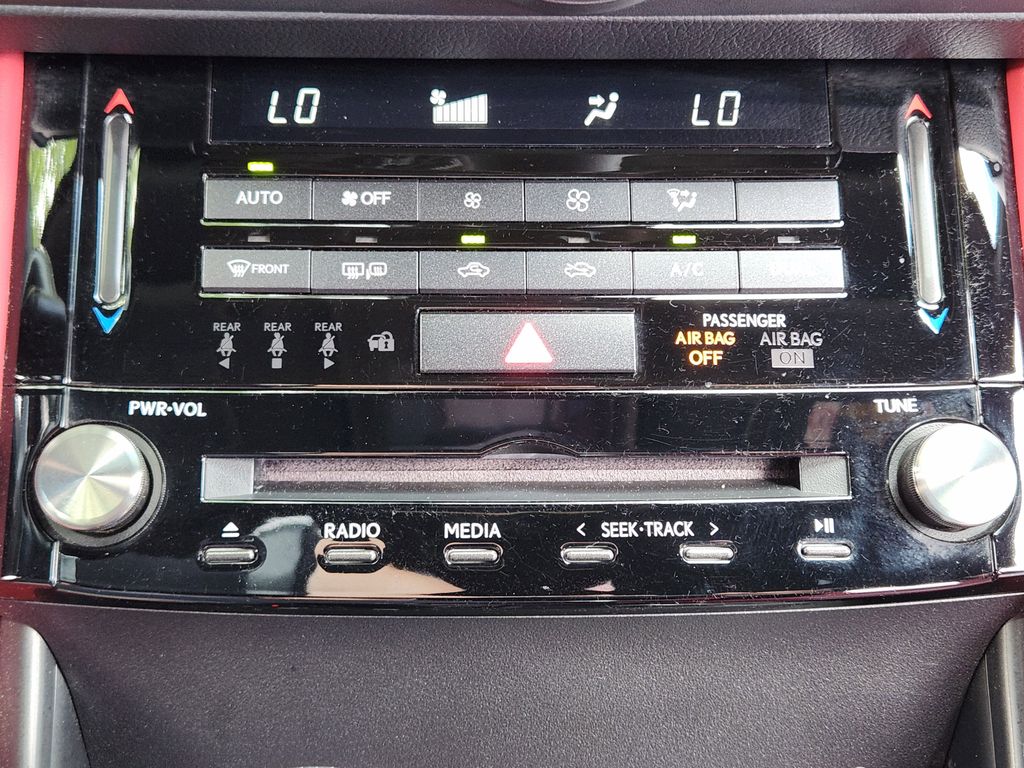 LO LO
AUTO OFF
FRONT A/C
REAR REAR REAR
PASSENGER
AIR BAG AIR BAG
OFF ON
PWR•VOL TUNE
RADIO MEDIA < SEEK•TRACK >